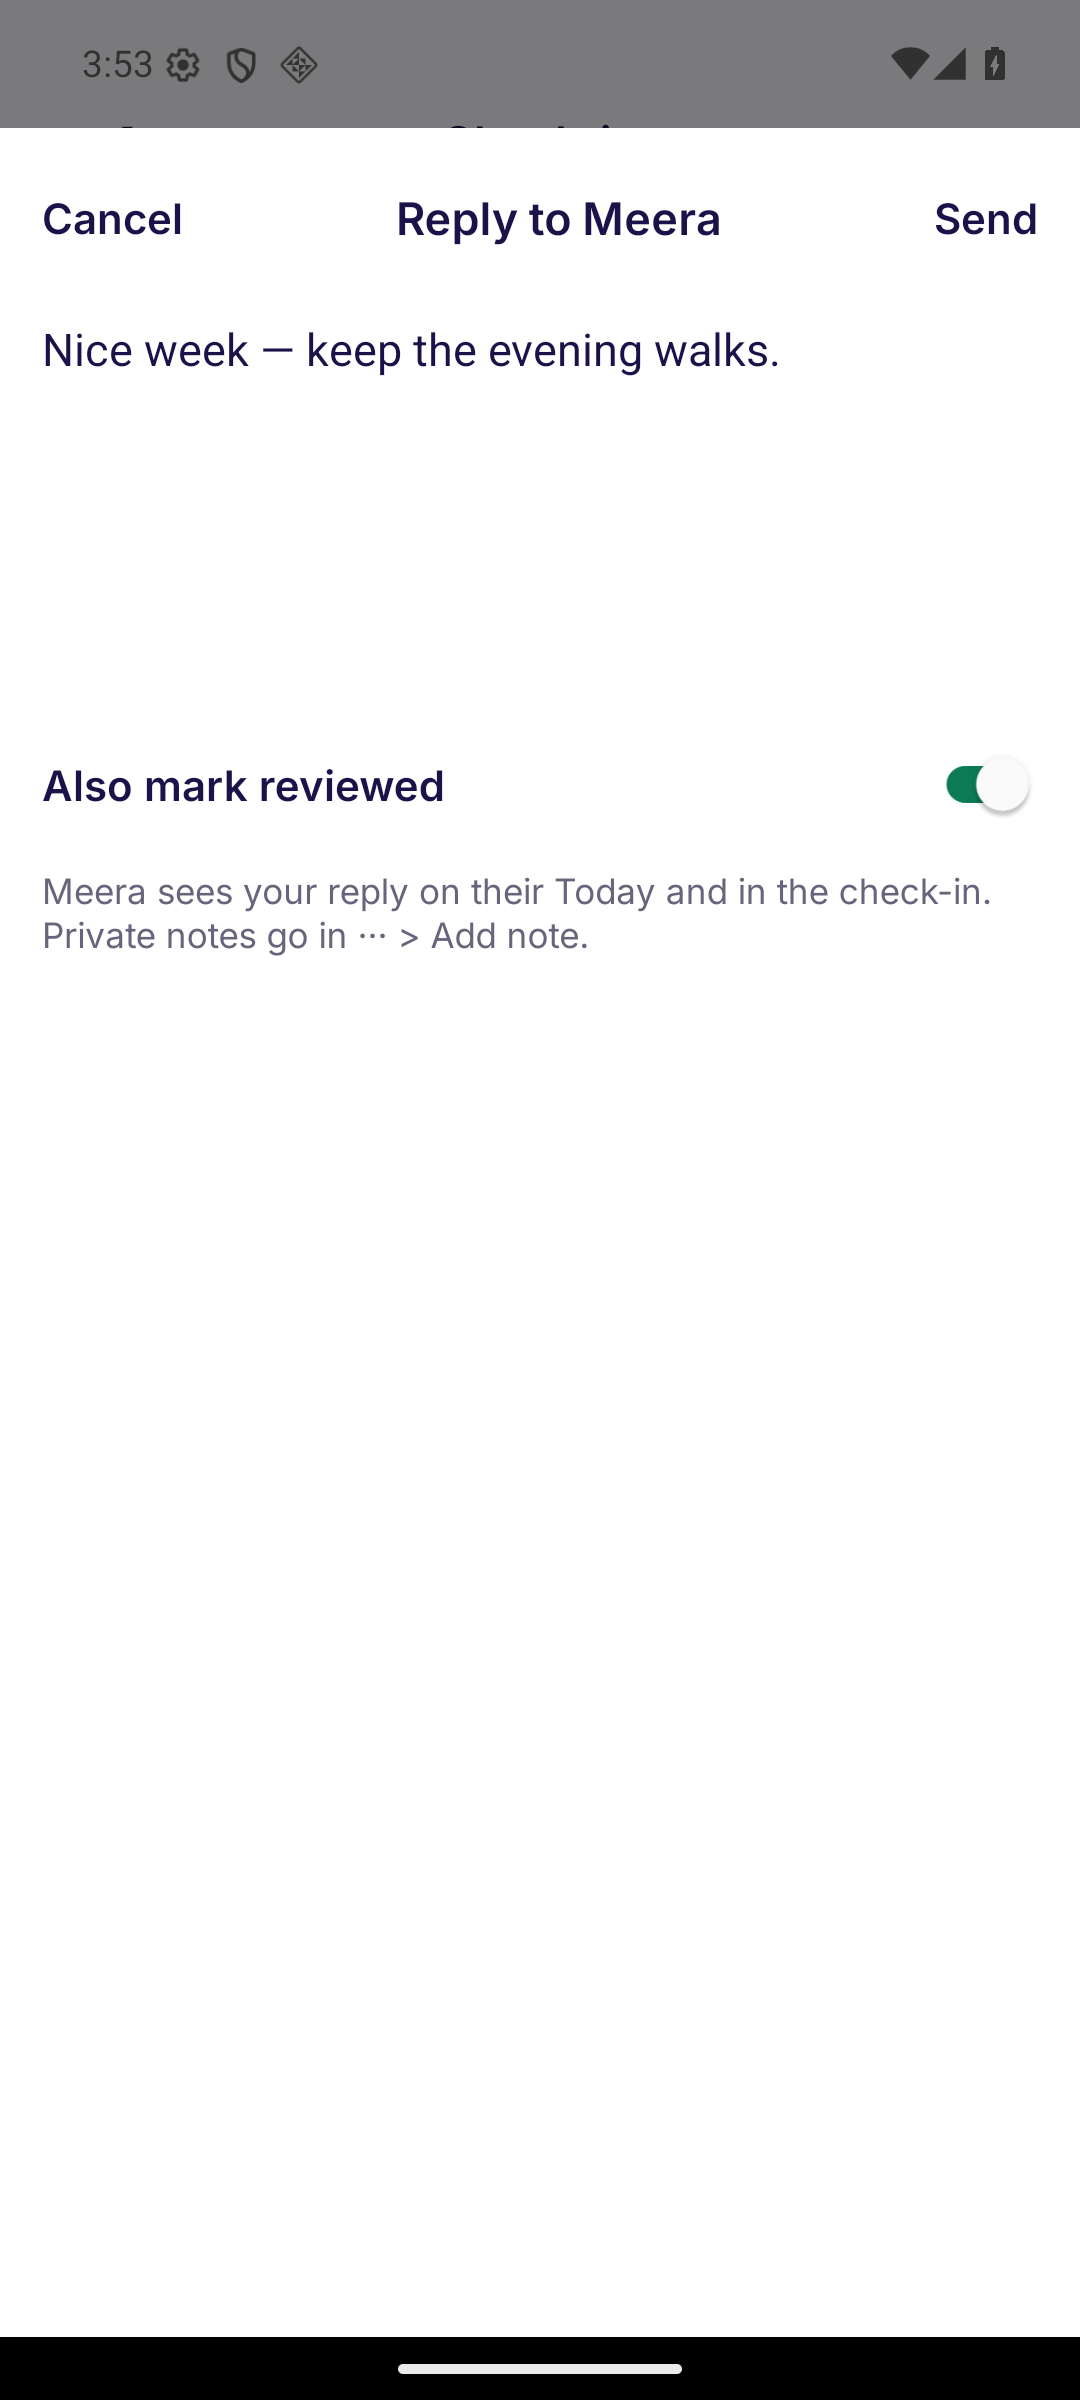 3:53
Cancel
Reply to Meera
Send
Nice week — keep the evening walks.
Also mark reviewed
Meera sees your reply on their Today and in the check-in.
Private notes go in ··· > Add note.